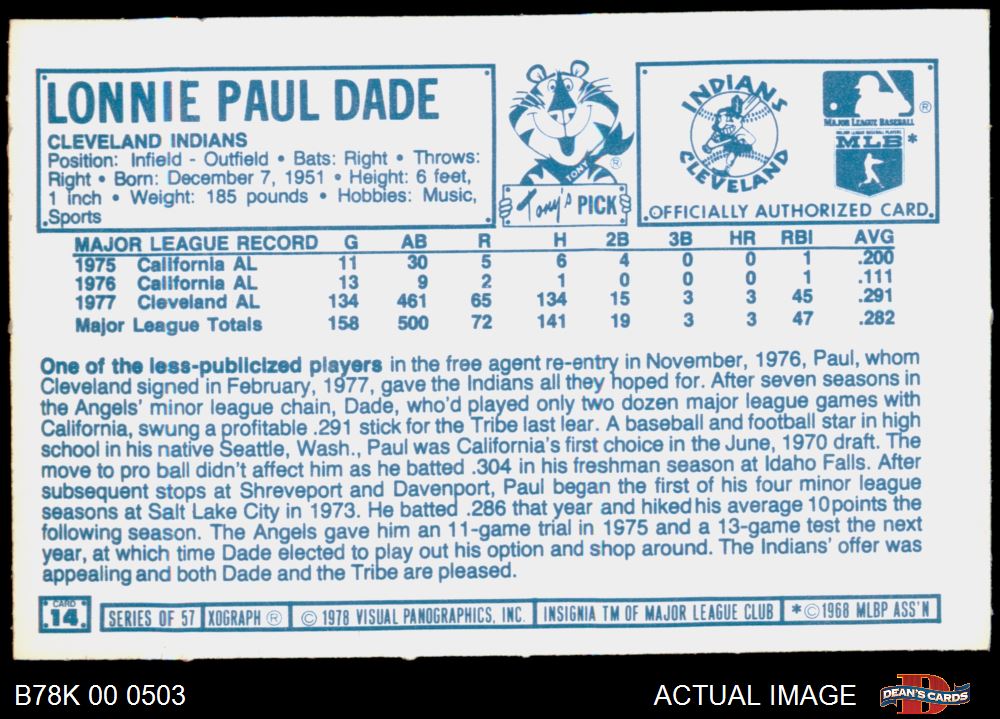 LONNIE PAUL DADE
CLEVELAND INDIANS
Position: Infield - Outfield • Bats: Right • Throws:
Right • Born: December 7, 1951 • Height: 6 feet,
1 inch • Weight: 185 pounds • Hobbies: Music,
Sports
TONY
®
Tony's PICK
INDIANS
CLEVELAND
®
MAJOR LEAGUE BASEBALL
MAJOR LEAGUE BASEBALL PLAYERS
MLB *
OFFICIALLY AUTHORIZED CARD
MAJOR LEAGUE RECORD G AB R H 2B 3B HR RBI AVG
1975 California AL 11 30 5 6 4 0 0 1 .200
1976 California AL 13 9 2 1 0 0 0 1 .111
1977 Cleveland AL 134 461 65 134 15 3 3 45 .291
Major League Totals 158 500 72 141 19 3 3 47 .282
One of the less-publicized players in the free agent re-entry in November, 1976, Paul, whom
Cleveland signed in February, 1977, gave the Indians all they hoped for. After seven seasons in
the Angels' minor league chain, Dade, who'd played only two dozen major league games with
California, swung a profitable .291 stick for the Tribe last lear. A baseball and football star in high
school in his native Seattle, Wash., Paul was California's first choice in the June, 1970 draft. The
move to pro ball didn't affect him as he batted .304 in his freshman season at Idaho Falls. After
subsequent stops at Shreveport and Davenport, Paul began the first of his four minor league
seasons at Salt Lake City in 1973. He batted .286 that year and hiked his average 10 points the
following season. The Angels gave him an 11-game trial in 1975 and a 13-game test the next
year, at which time Dade elected to play out his option and shop around. The Indians' offer was
appealing and both Dade and the Tribe are pleased.
CARD
14
SERIES OF 57 XOGRAPH ® © 1978 VISUAL PANOGRAPHICS, INC. INSIGNIA TM OF MAJOR LEAGUE CLUB * © 1968 MLBP ASS'N
B78K 00 0503 ACTUAL IMAGE DEAN'S CARDS